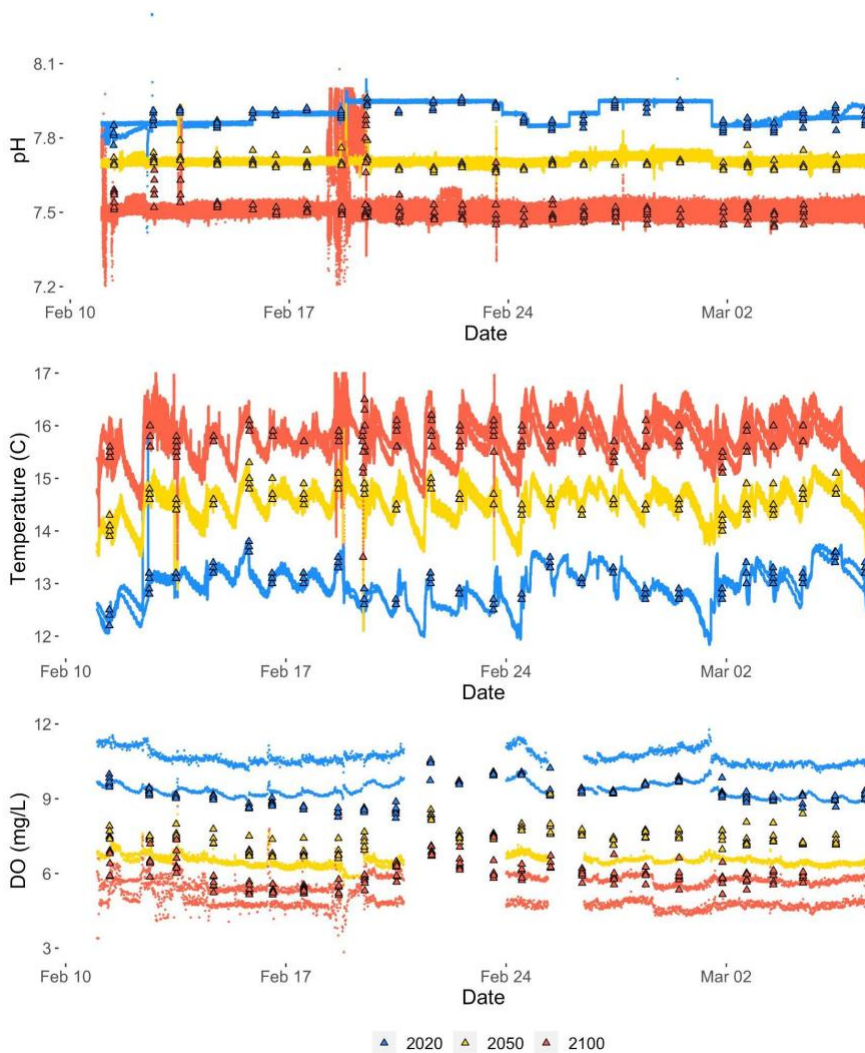 8.1
7.8
pH
7.5
7.2
Feb 10
Feb 17
Feb 24
Mar 02
Date
17
16
15
Temperature (C)
14
13
12
Feb 10
Feb 17
Feb 24
Mar 02
Date
12
9
DO (mg/L)
6
3
Feb 10
Feb 17
Feb 24
Mar 02
Date
2020 2050 2100